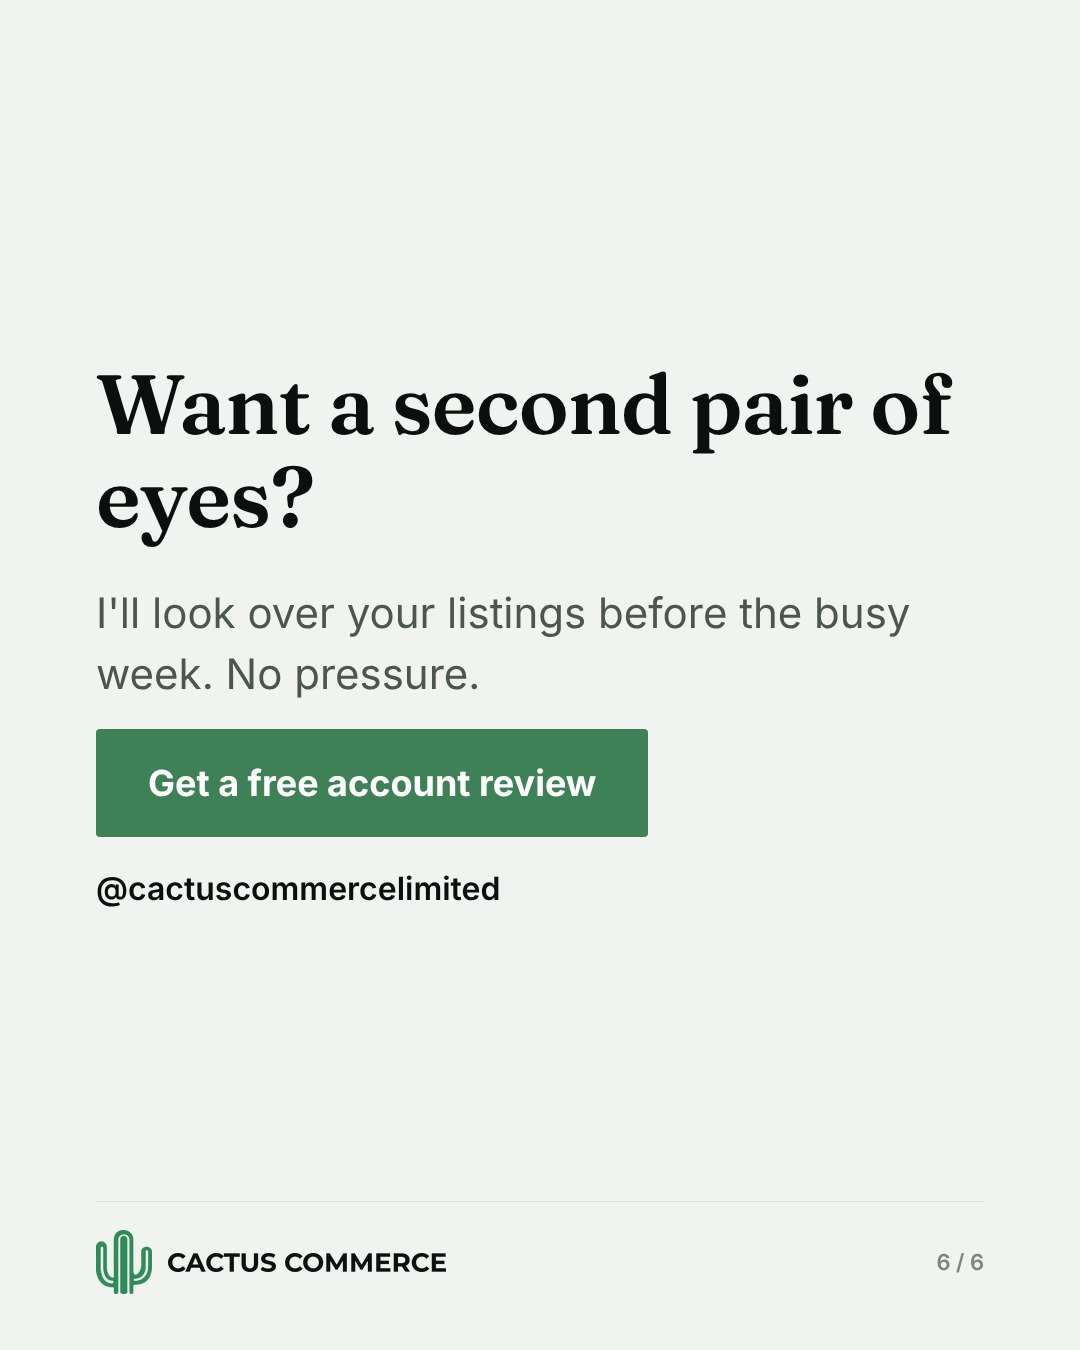 Want a second pair of
eyes?
I'll look over your listings before the busy
week. No pressure.
Get a free account review
@cactuscommercelimited
CACTUS COMMERCE
6 / 6